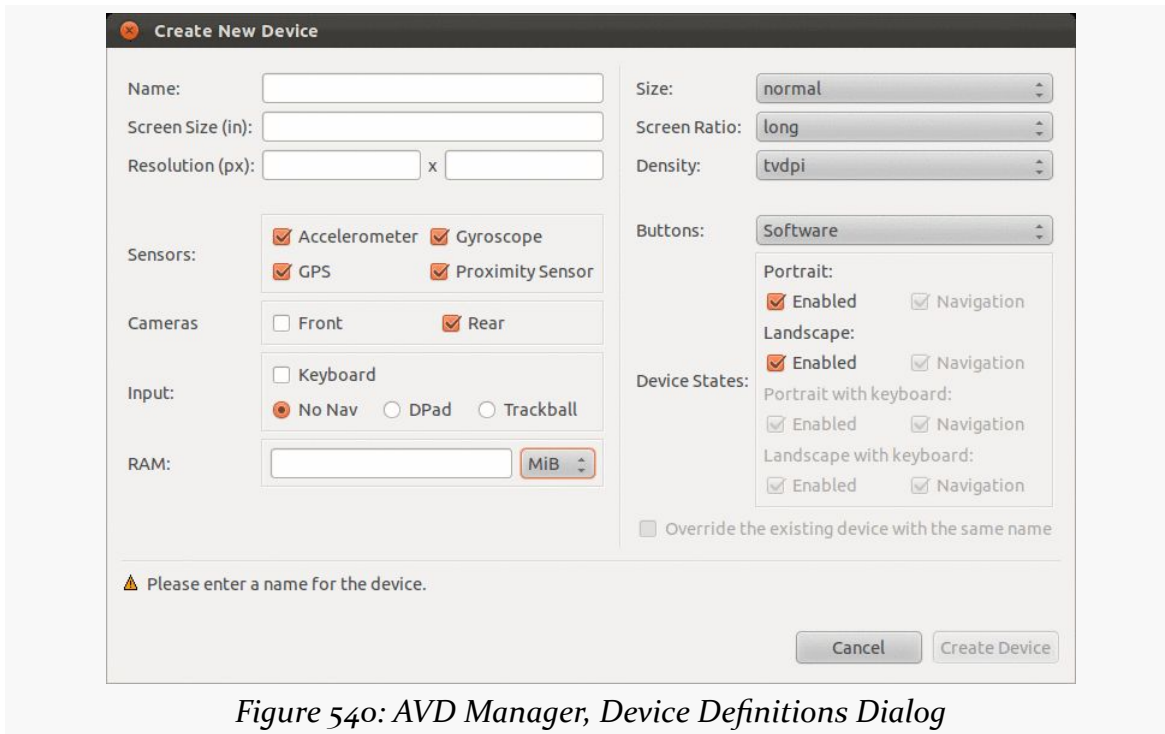 Create New Device
Name:
Screen Size (in):
Resolution (px): x
Sensors:
Accelerometer Gyroscope
GPS Proximity Sensor
Cameras Front Rear
Input:
Keyboard
No Nav DPad Trackball
RAM: MiB
Size: normal
Screen Ratio: long
Density: tvdpi
Buttons: Software
Device States:
Portrait:
Enabled Navigation
Landscape:
Enabled Navigation
Portrait with keyboard:
Enabled Navigation
Landscape with keyboard:
Enabled Navigation
Override the existing device with the same name
Please enter a name for the device.
Cancel Create Device
Figure 540: AVD Manager, Device Definitions Dialog